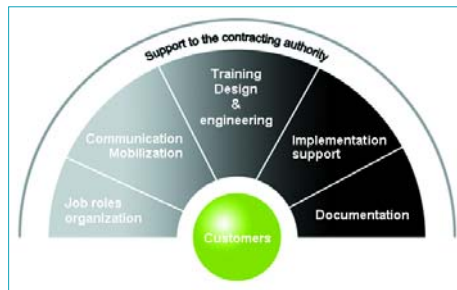 Support to the contracting authority
Training
Design
&
engineering
Communication
Mobilization
Implementation
support
Job roles
organization
Documentation
Customers